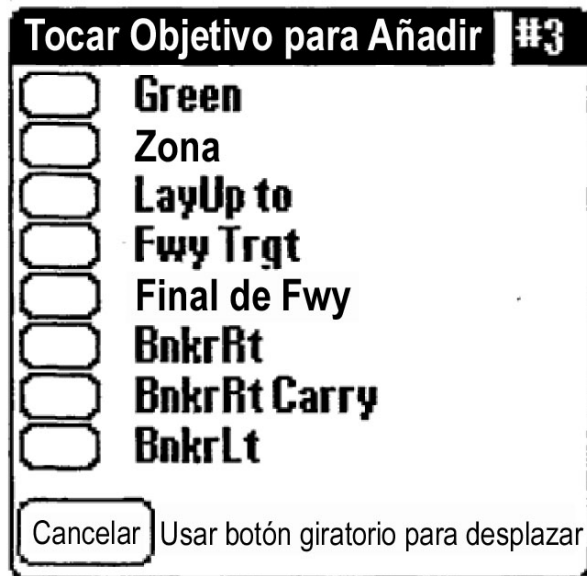 Tocar Objetivo para Añadir #3
Green
Zona
LayUp to
Fwy Trgt
Final de Fwy
BnkrRt
BnkrRt Carry
BnkrLt
Cancelar Usar botón giratorio para desplazar